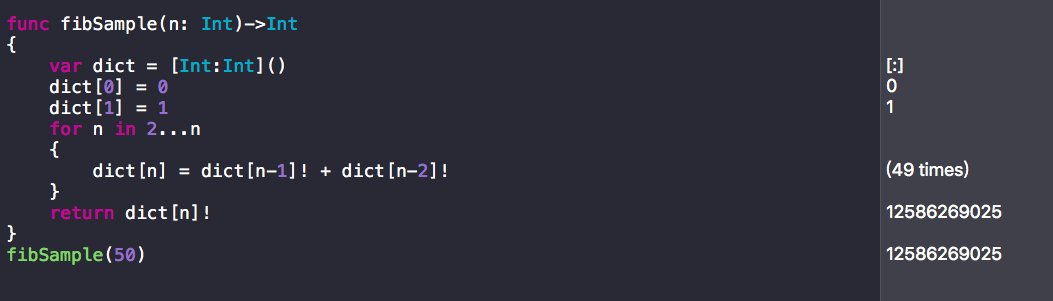 func fibSample(n: Int)->Int
{
    var dict = [Int:Int]() [:]
    dict[0] = 0 0
    dict[1] = 1 1
    for n in 2...n
    {
        dict[n] = dict[n-1]! + dict[n-2]! (49 times)
    }
    return dict[n]! 12586269025
}
fibSample(50) 12586269025